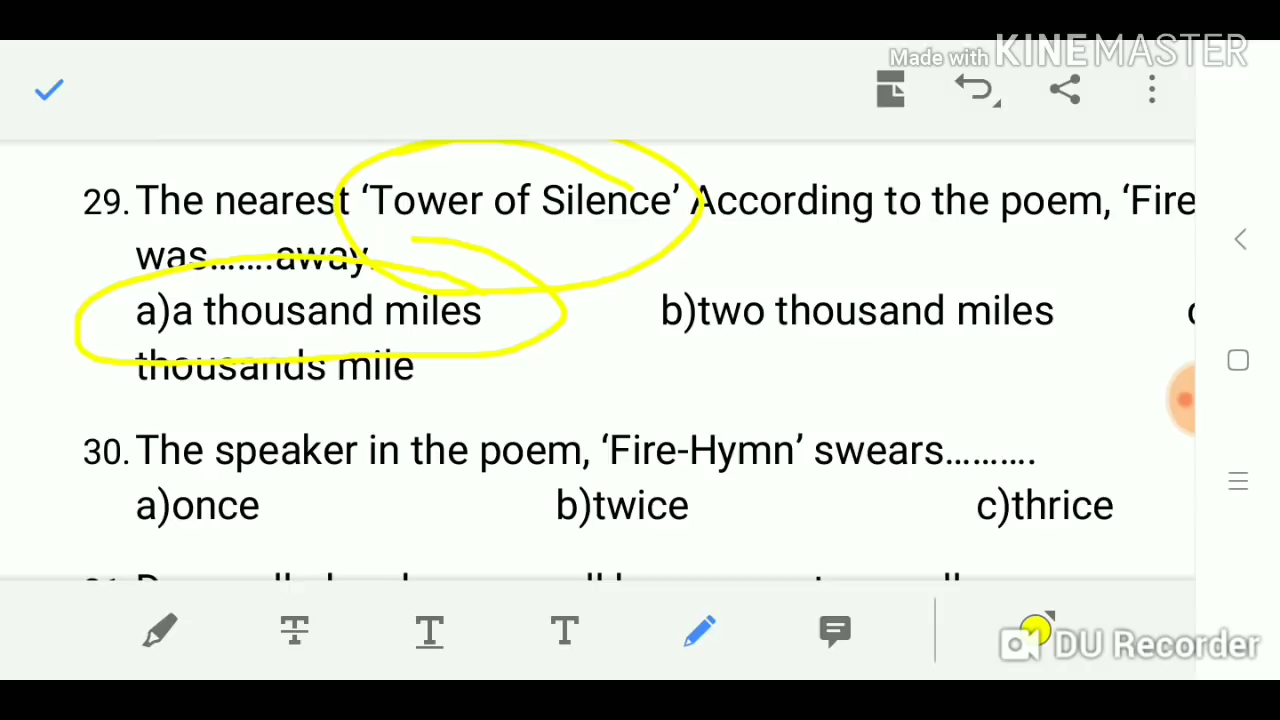 Made with KINEMASTER
29. The nearest ‘Tower of Silence’ According to the poem, ‘Fire
was…….away.
a)a thousand miles b)two thousand miles
thousands mile
30. The speaker in the poem, ‘Fire-Hymn’ swears……….
a)once b)twice c)thrice
DU Recorder